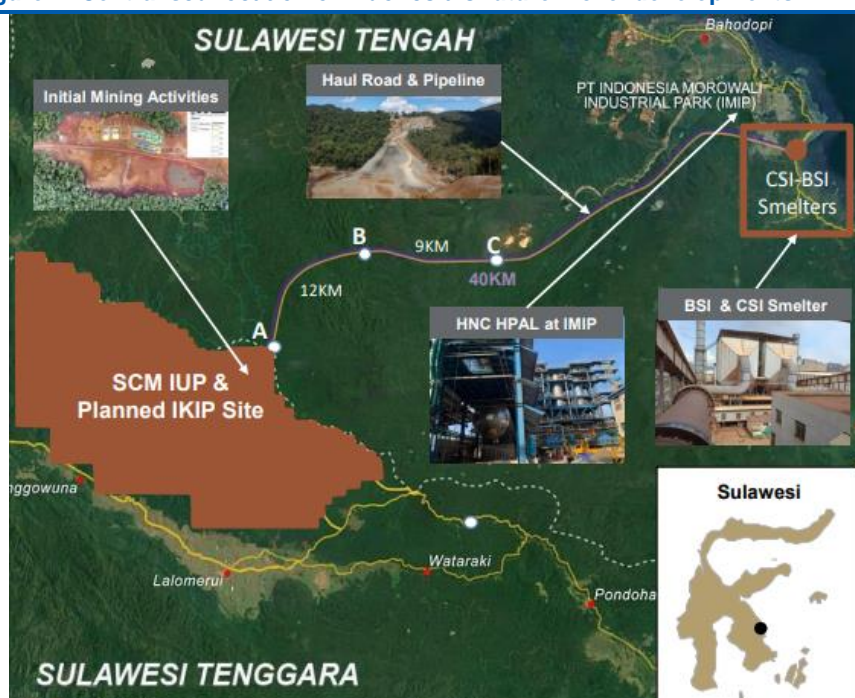 SULAWESI TENGAH
Bahodopi
Initial Mining Activities
Haul Road & Pipeline
PT INDONESIA MOROWALI
INDUSTRIAL PARK (IMIP)
CSI-BSI
Smelters
B
9KM
C
40KM
12KM
A
HNC HPAL at IMIP
BSI & CSI Smelter
SCM IUP &
Planned IKIP Site
Sulawesi
Lalomerui
Wataraki
Pondoha
SULAWESI TENGGARA